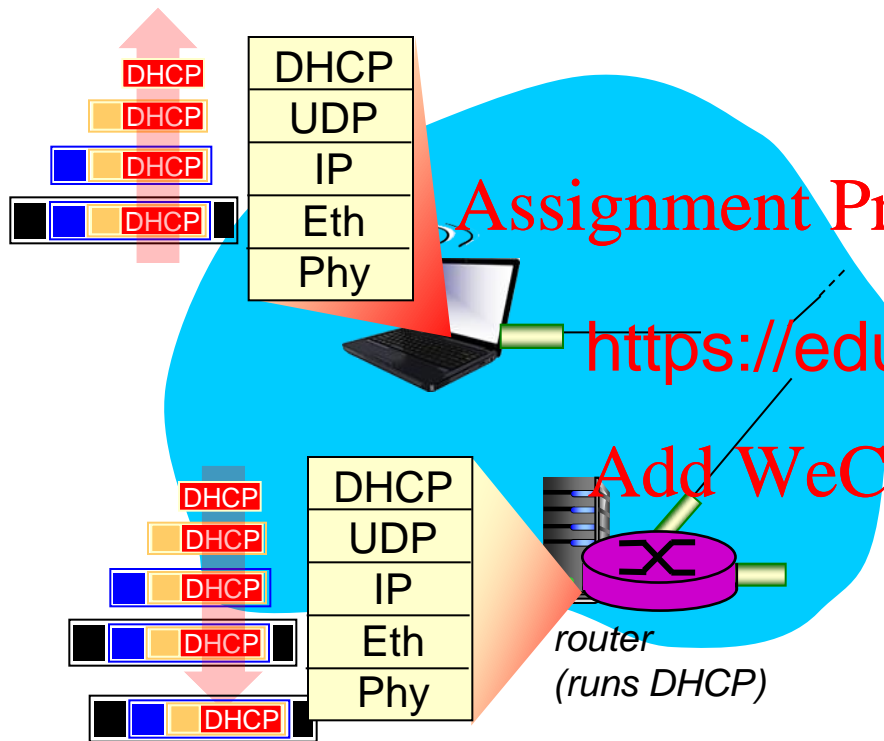 DHCP
DHCP
DHCP
DHCP
DHCP
UDP
IP
Eth
Phy
Assignment Pr
https://edu
Add WeC
DHCP
DHCP
DHCP
DHCP
DHCP
DHCP
UDP
IP
Eth
Phy
router
(runs DHCP)